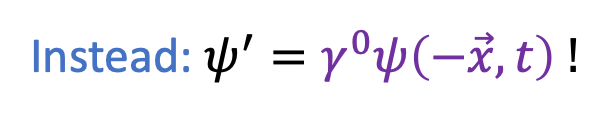 Instead: ψ′ = γ⁰ψ(−x⃗, t) !